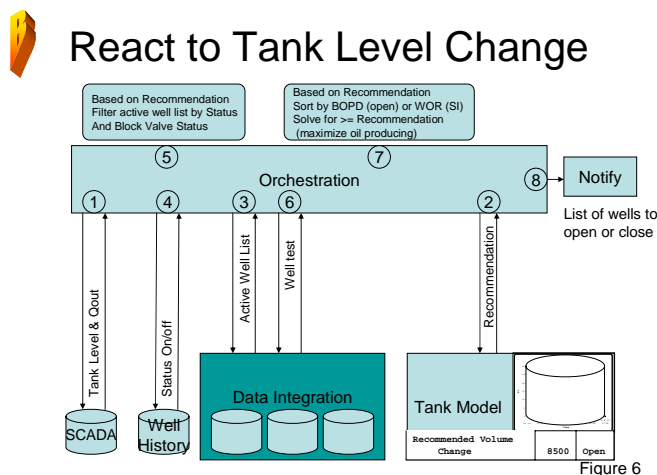 React to Tank Level Change
Based on Recommendation
Filter active well list by Status
And Block Valve Status
Based on Recommendation
Sort by BOPD (open) or WOR (SI)
Solve for >= Recommendation
(maximize oil producing)
5
7
Orchestration
8
Notify
1
4
3
6
2
List of wells to
open or close
Tank Level & Qout
Status On/off
Active Well List
Well test
Recommendation
SCADA
Well
History
Data Integration
Tank Model
Recommended Volume
Change
8500
Open
Figure 6